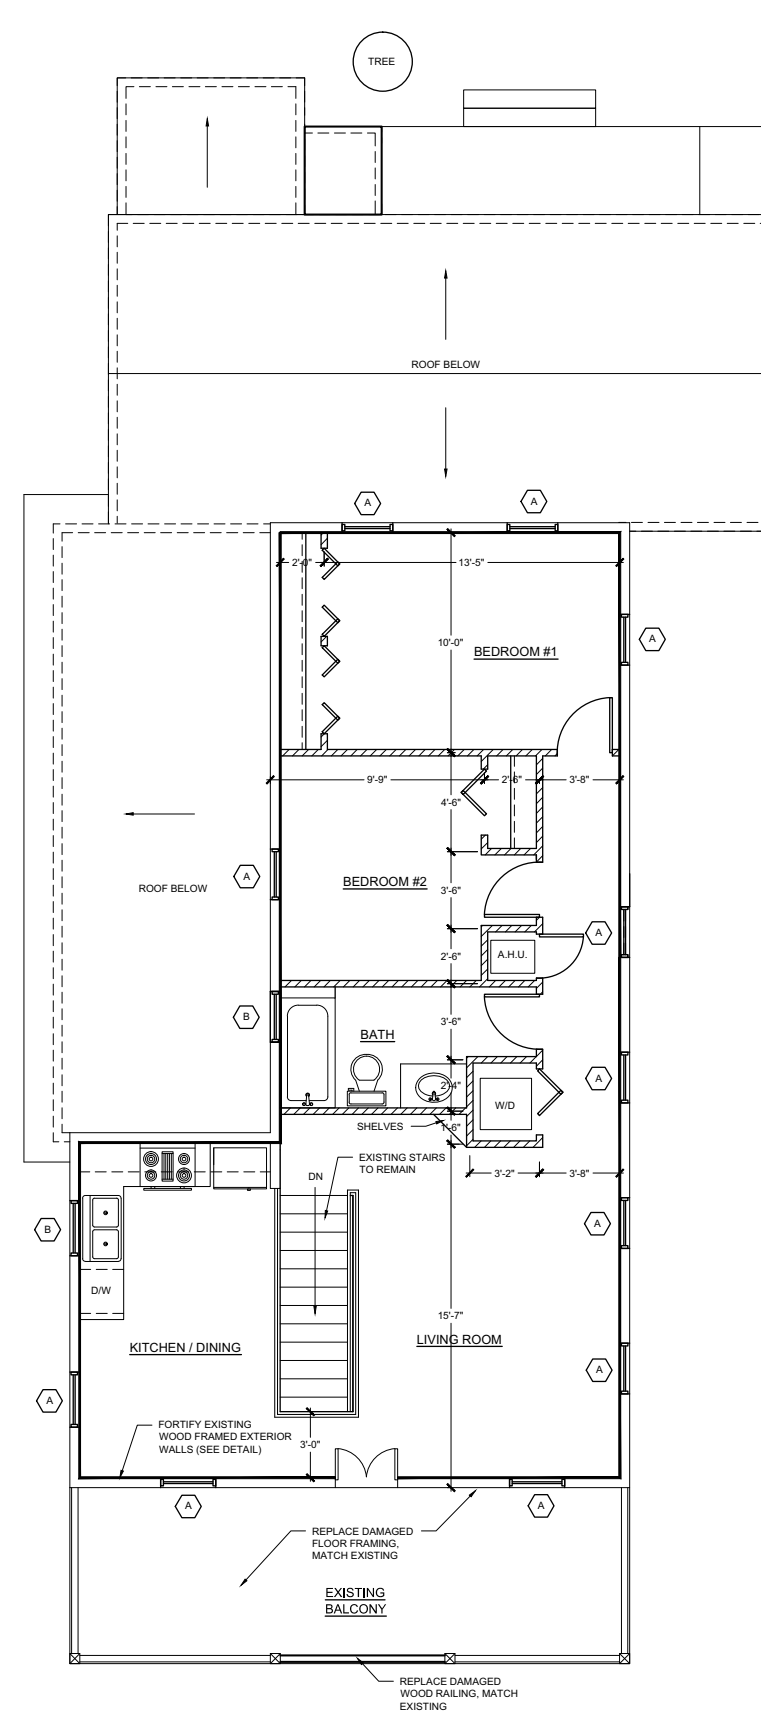 TREE
ROOF BELOW
A
A
2'-0"
13'-5"
10'-0"
BEDROOM #1
A
9'-9"
2'-6"
3'-8"
4'-6"
A
ROOF BELOW
BEDROOM #2
3'-6"
A
2'-6"
A.H.U.
B
BATH
3'-6"
A
2'-4"
W/D
SHELVES
1'-6"
EXISTING STAIRS
TO REMAIN
DN
3'-2"
3'-8"
B
A
D/W
15'-7"
KITCHEN / DINING
LIVING ROOM
A
A
FORTIFY EXISTING
WOOD FRAMED EXTERIOR
WALLS (SEE DETAIL)
3'-0"
A
A
REPLACE DAMAGED
FLOOR FRAMING,
MATCH EXISTING
EXISTING
BALCONY
REPLACE DAMAGED
WOOD RAILING, MATCH
EXISTING